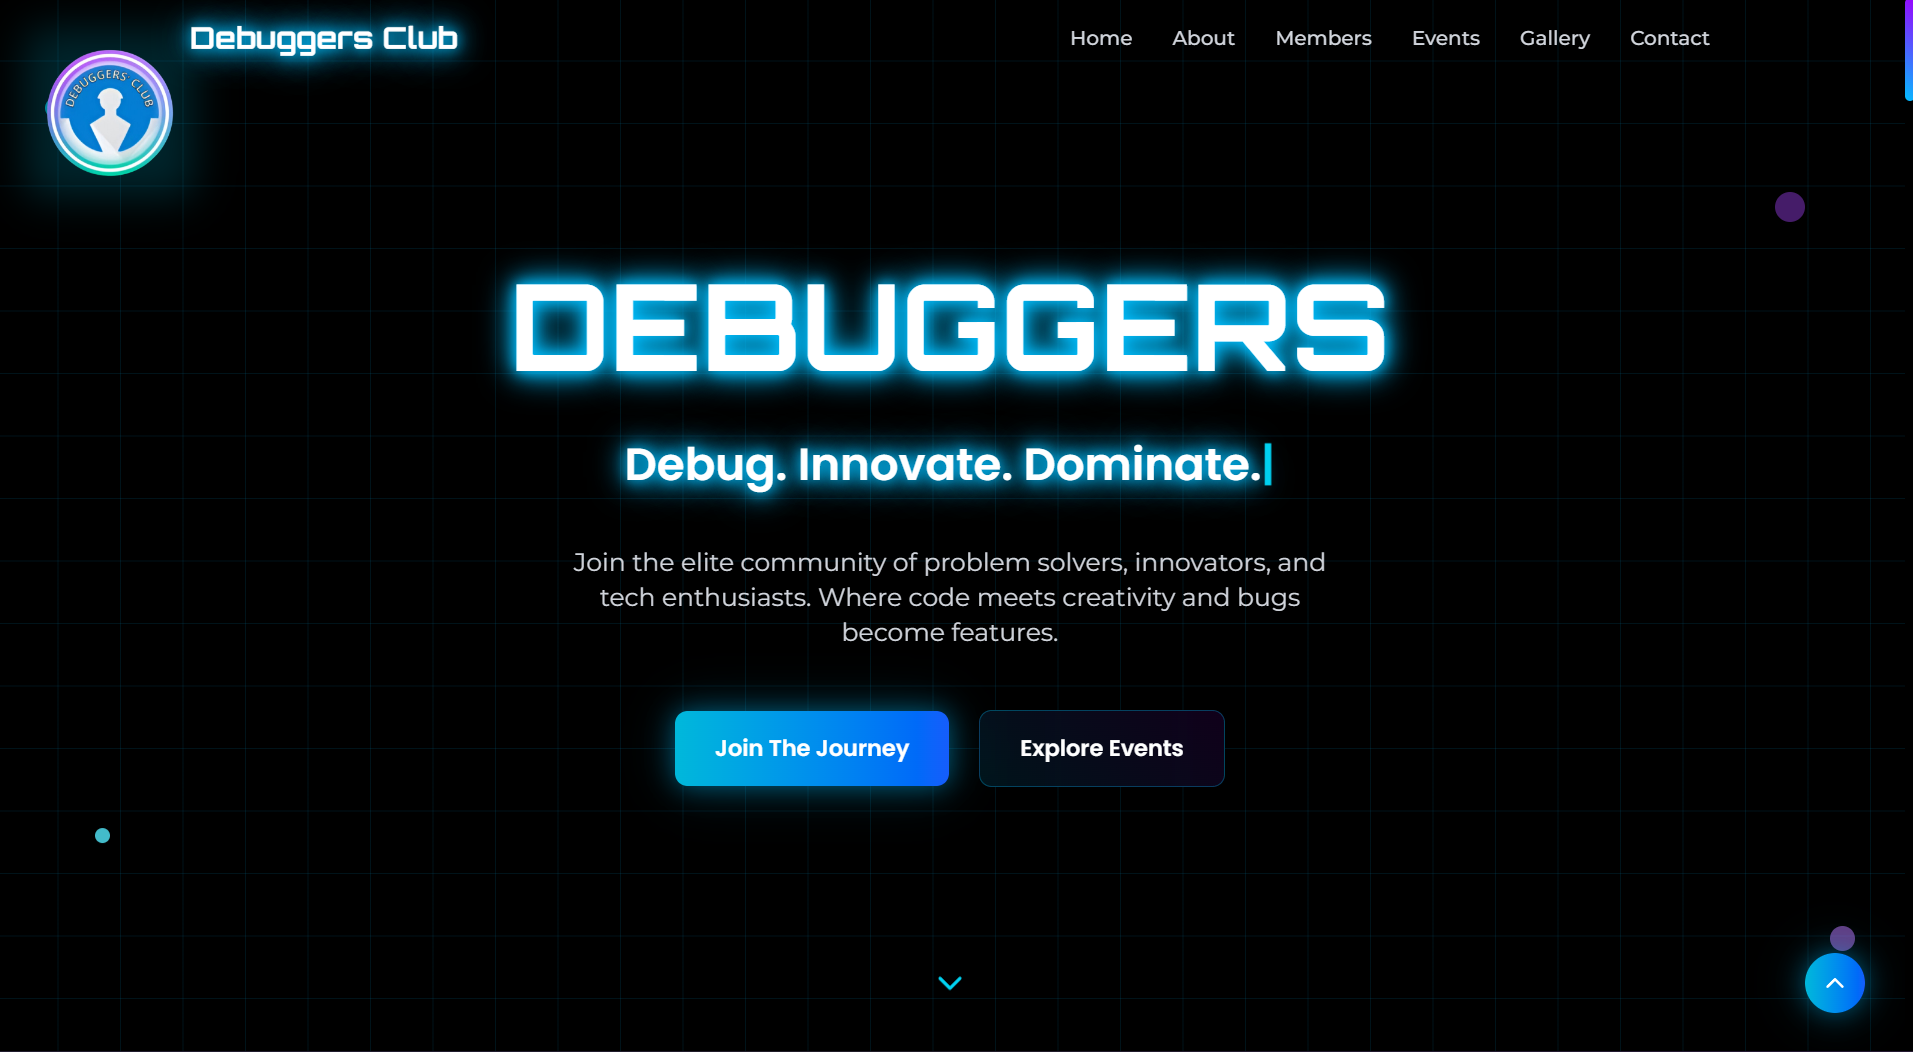 Debuggers Club
Home
About
Members
Events
Gallery
Contact
DEBUGGERS' CLUB
DEBUGGERS
Debug. Innovate. Dominate.
Join the elite community of problem solvers, innovators, and
tech enthusiasts. Where code meets creativity and bugs
become features.
Join The Journey
Explore Events